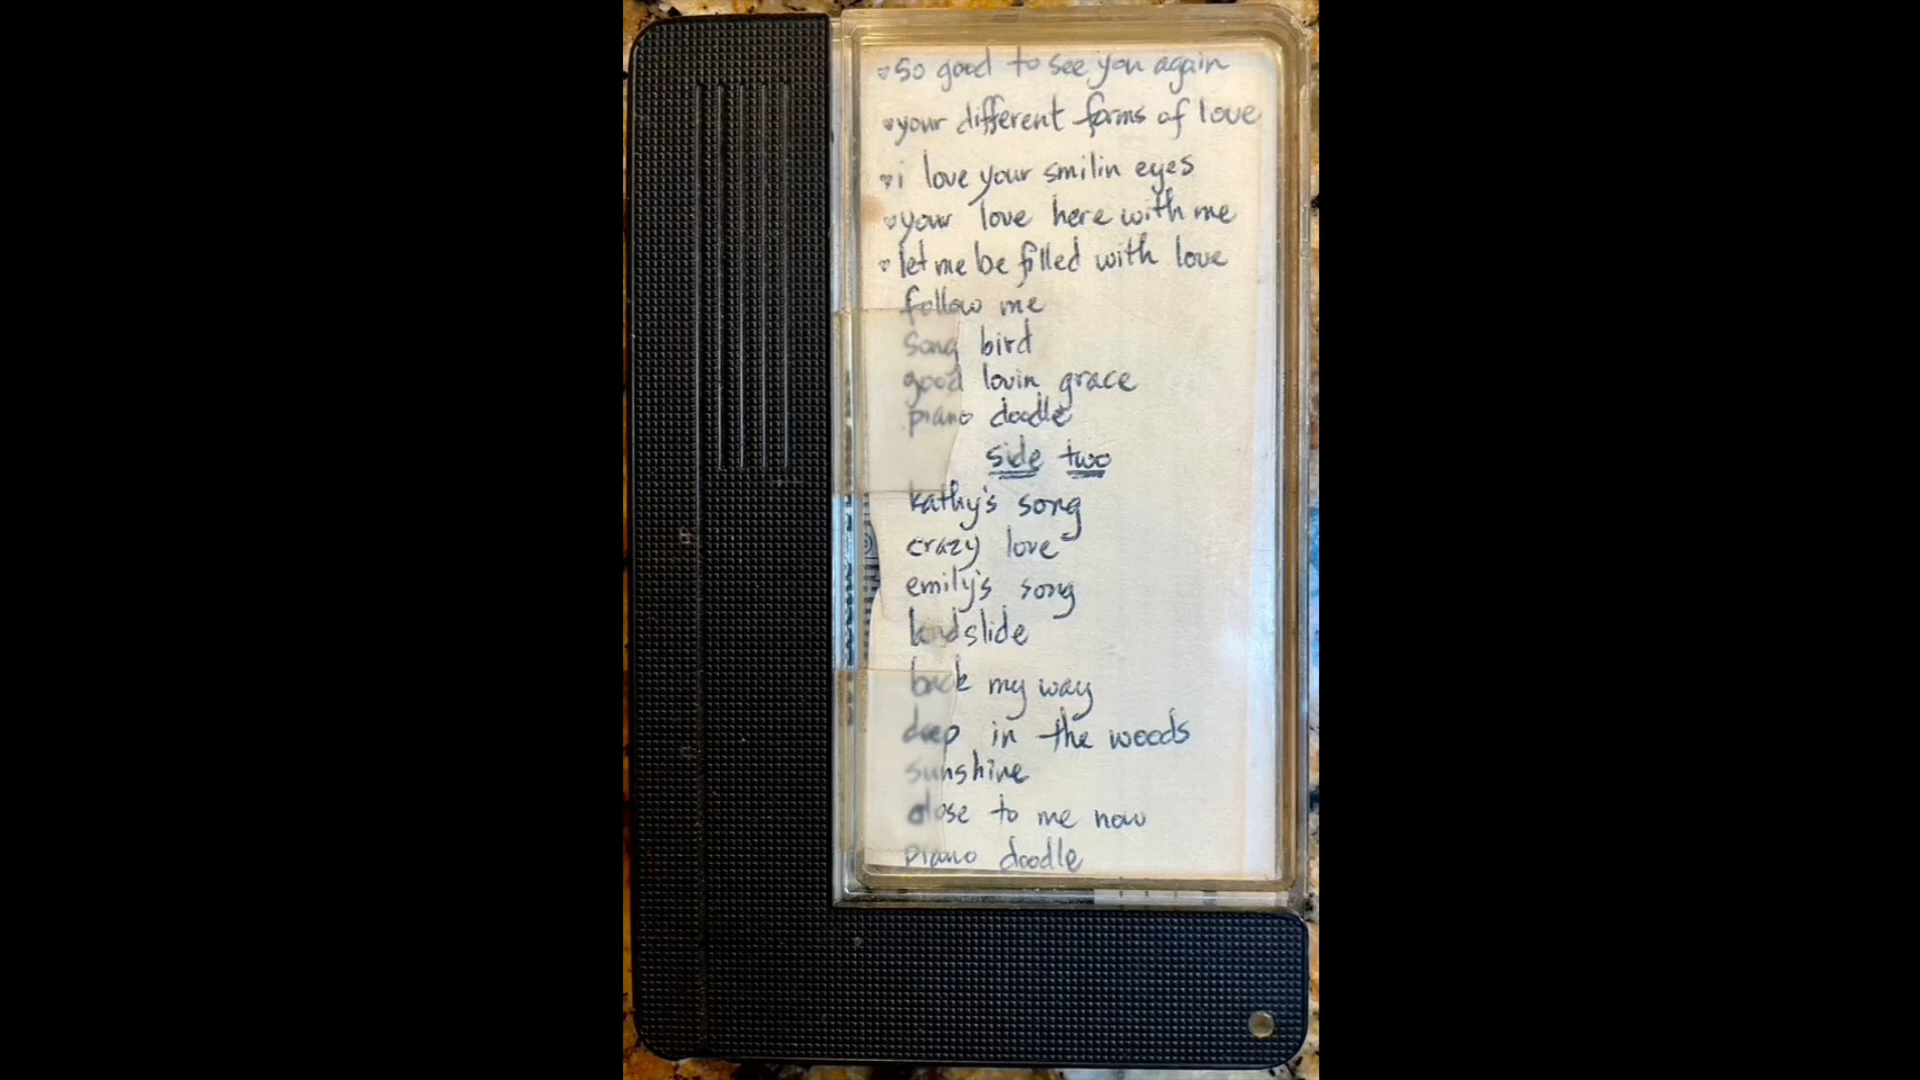 ♡ so good to see you again
♡ your different forms of love
♡ i love your smilin eyes
♡ your love here with me
♡ let me be filled with love
follow me
song bird
good lovin grace
piano doodle
side two
kathy's song
crazy love
emily's song
landslide
back my way
deep in the woods
sunshine
close to me now
piano doodle